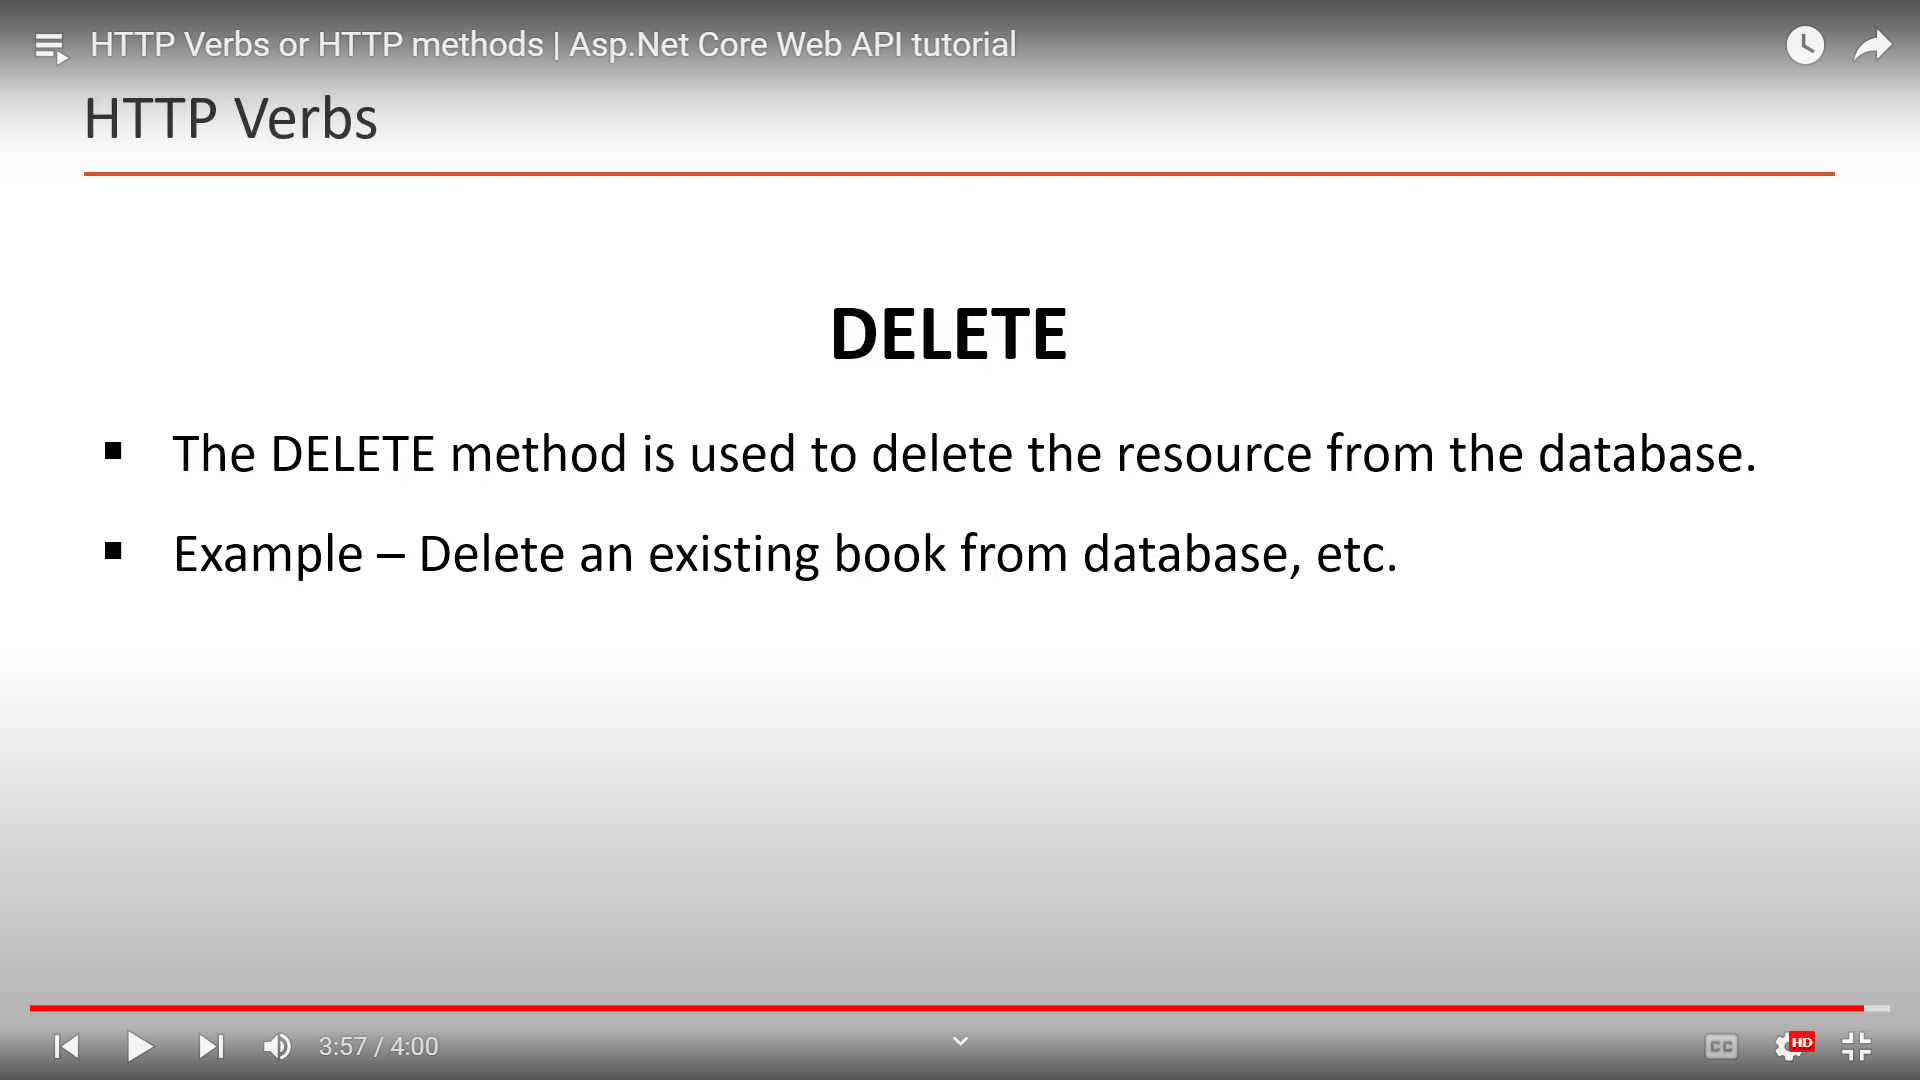 HTTP Verbs or HTTP methods | Asp.Net Core Web API tutorial
HTTP Verbs
DELETE
▪ The DELETE method is used to delete the resource from the database.
▪ Example – Delete an existing book from database, etc.
3:57 / 4:00
CC
HD